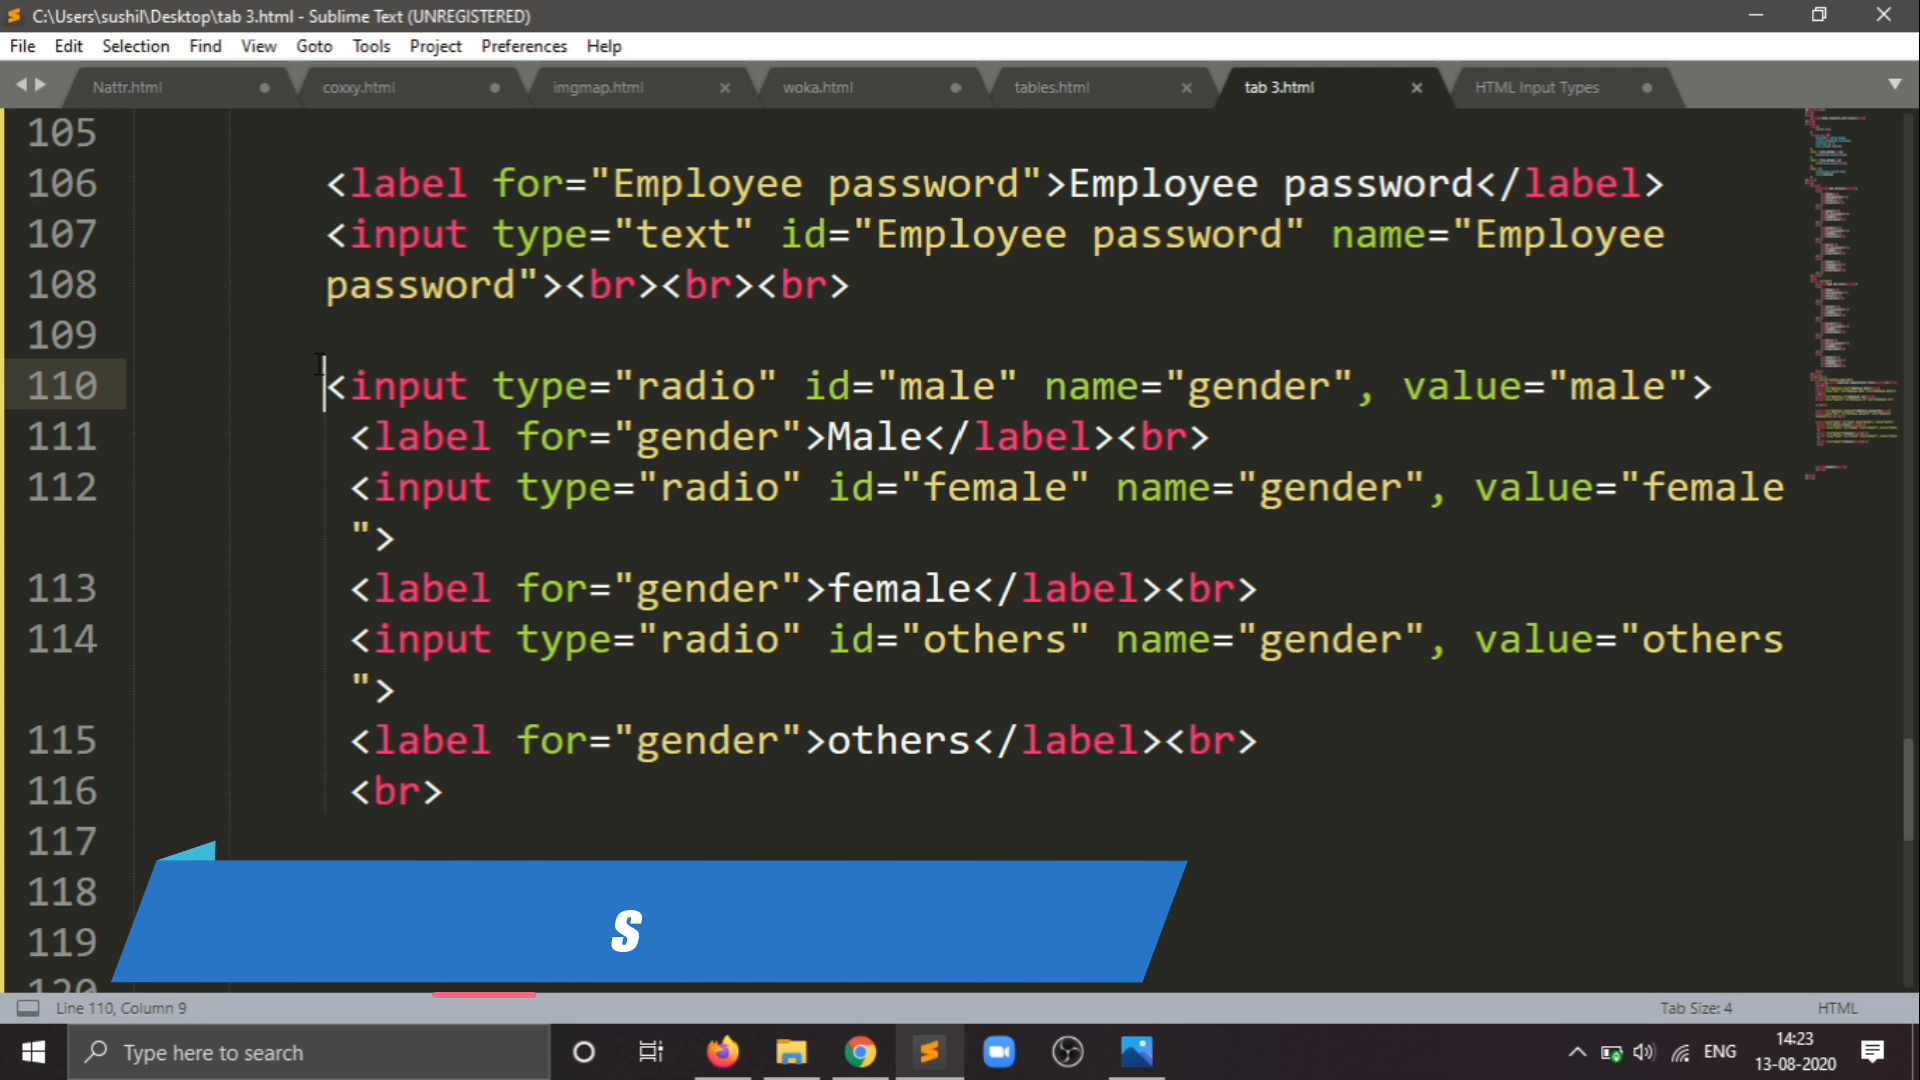 C:\Users\sushil\Desktop\tab 3.html - Sublime Text (UNREGISTERED)
File Edit Selection Find View Goto Tools Project Preferences Help
Nattr.html coxxy.html imgmap.html woka.html tables.html tab 3.html HTML Input Types
105
106 <label for="Employee password">Employee password</label>
107 <input type="text" id="Employee password" name="Employee
108 password"><br><br><br>
109
110 <input type="radio" id="male" name="gender", value="male">
111 <label for="gender">Male</label><br>
112 <input type="radio" id="female" name="gender", value="female
">
113 <label for="gender">female</label><br>
114 <input type="radio" id="others" name="gender", value="others
">
115 <label for="gender">others</label><br>
116 <br>
117
118
119
120
S
Line 110, Column 9 Tab Size: 4 HTML
Type here to search ENG 14:23
13-08-2020